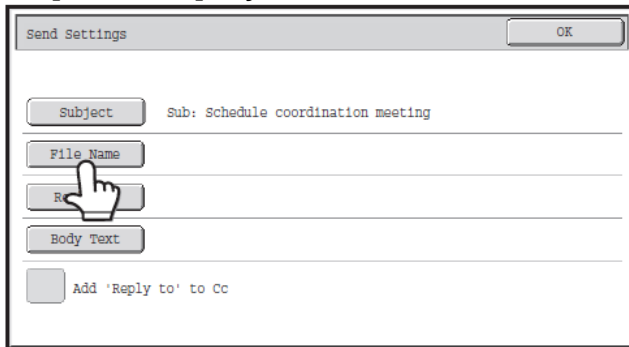 Send Settings
OK
Subject
Sub: Schedule coordination meeting
File Name
Body Text
Add 'Reply to' to Cc